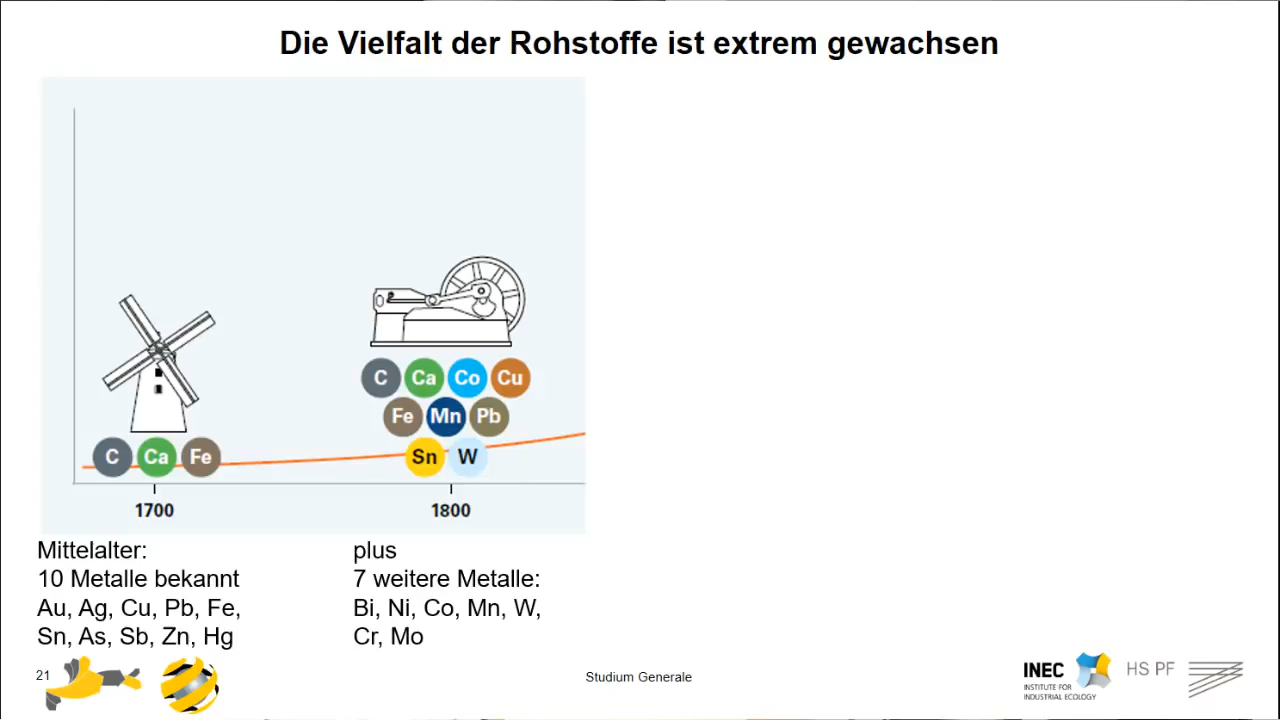 Die Vielfalt der Rohstoffe ist extrem gewachsen
C Ca Co Cu
Fe Mn Pb
C Ca Fe Sn W
1700 1800
Mittelalter:
10 Metalle bekannt
Au, Ag, Cu, Pb, Fe,
Sn, As, Sb, Zn, Hg
plus
7 weitere Metalle:
Bi, Ni, Co, Mn, W,
Cr, Mo
21
Studium Generale
INEC
INSTITUTE FOR
INDUSTRIAL ECOLOGY
HS PF